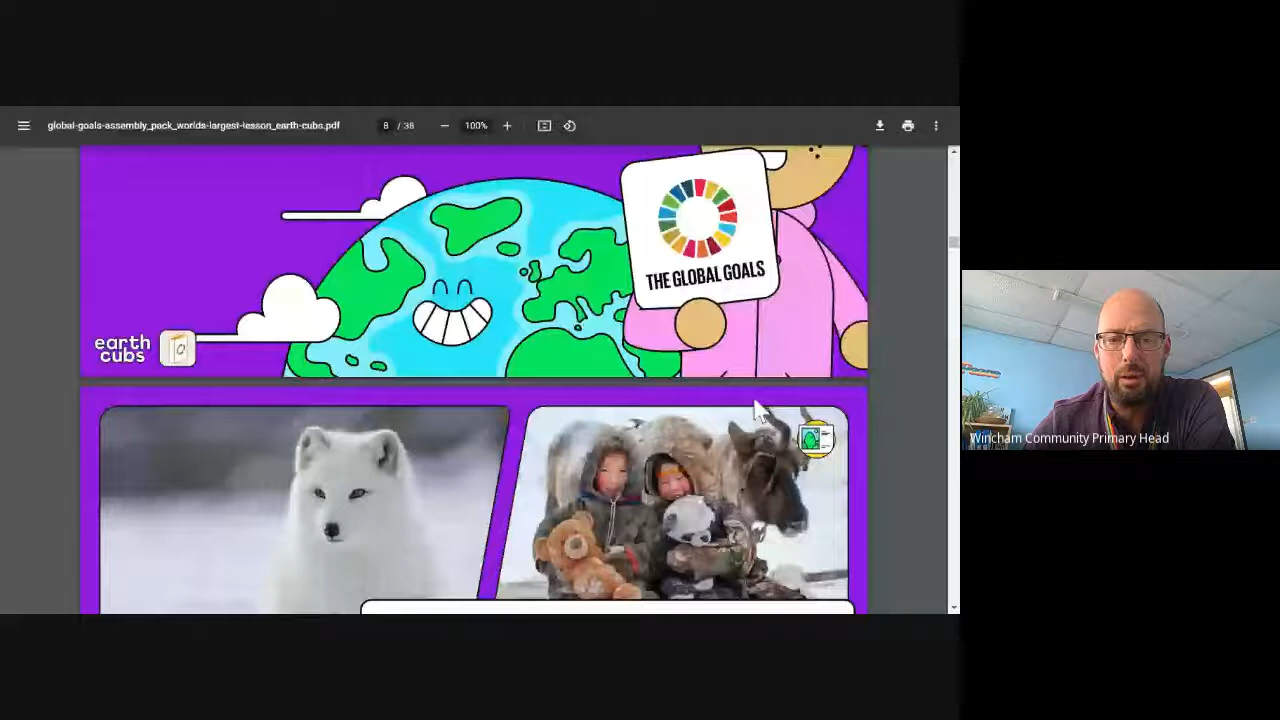 global-goals-assembly_pack_worlds-largest-lesson_earth-cubs.pdf
8 / 38
100%
THE GLOBAL GOALS
earth
cubs
Wincham Community Primary Head